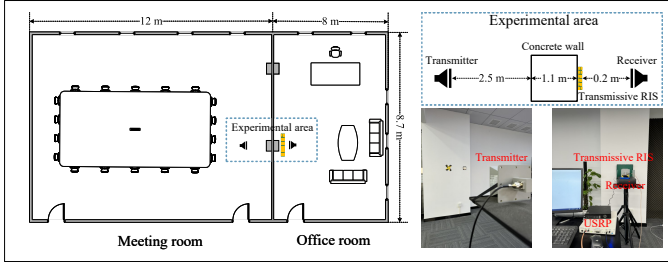 12 m
8 m
8.7 m
Experimental area
Meeting room
Office room
Experimental area
Transmitter
Concrete wall
Receiver
2.5 m
1.1 m
0.2 m
Transmissive RIS
Transmitter
Transmissive RIS
Receiver
USRP